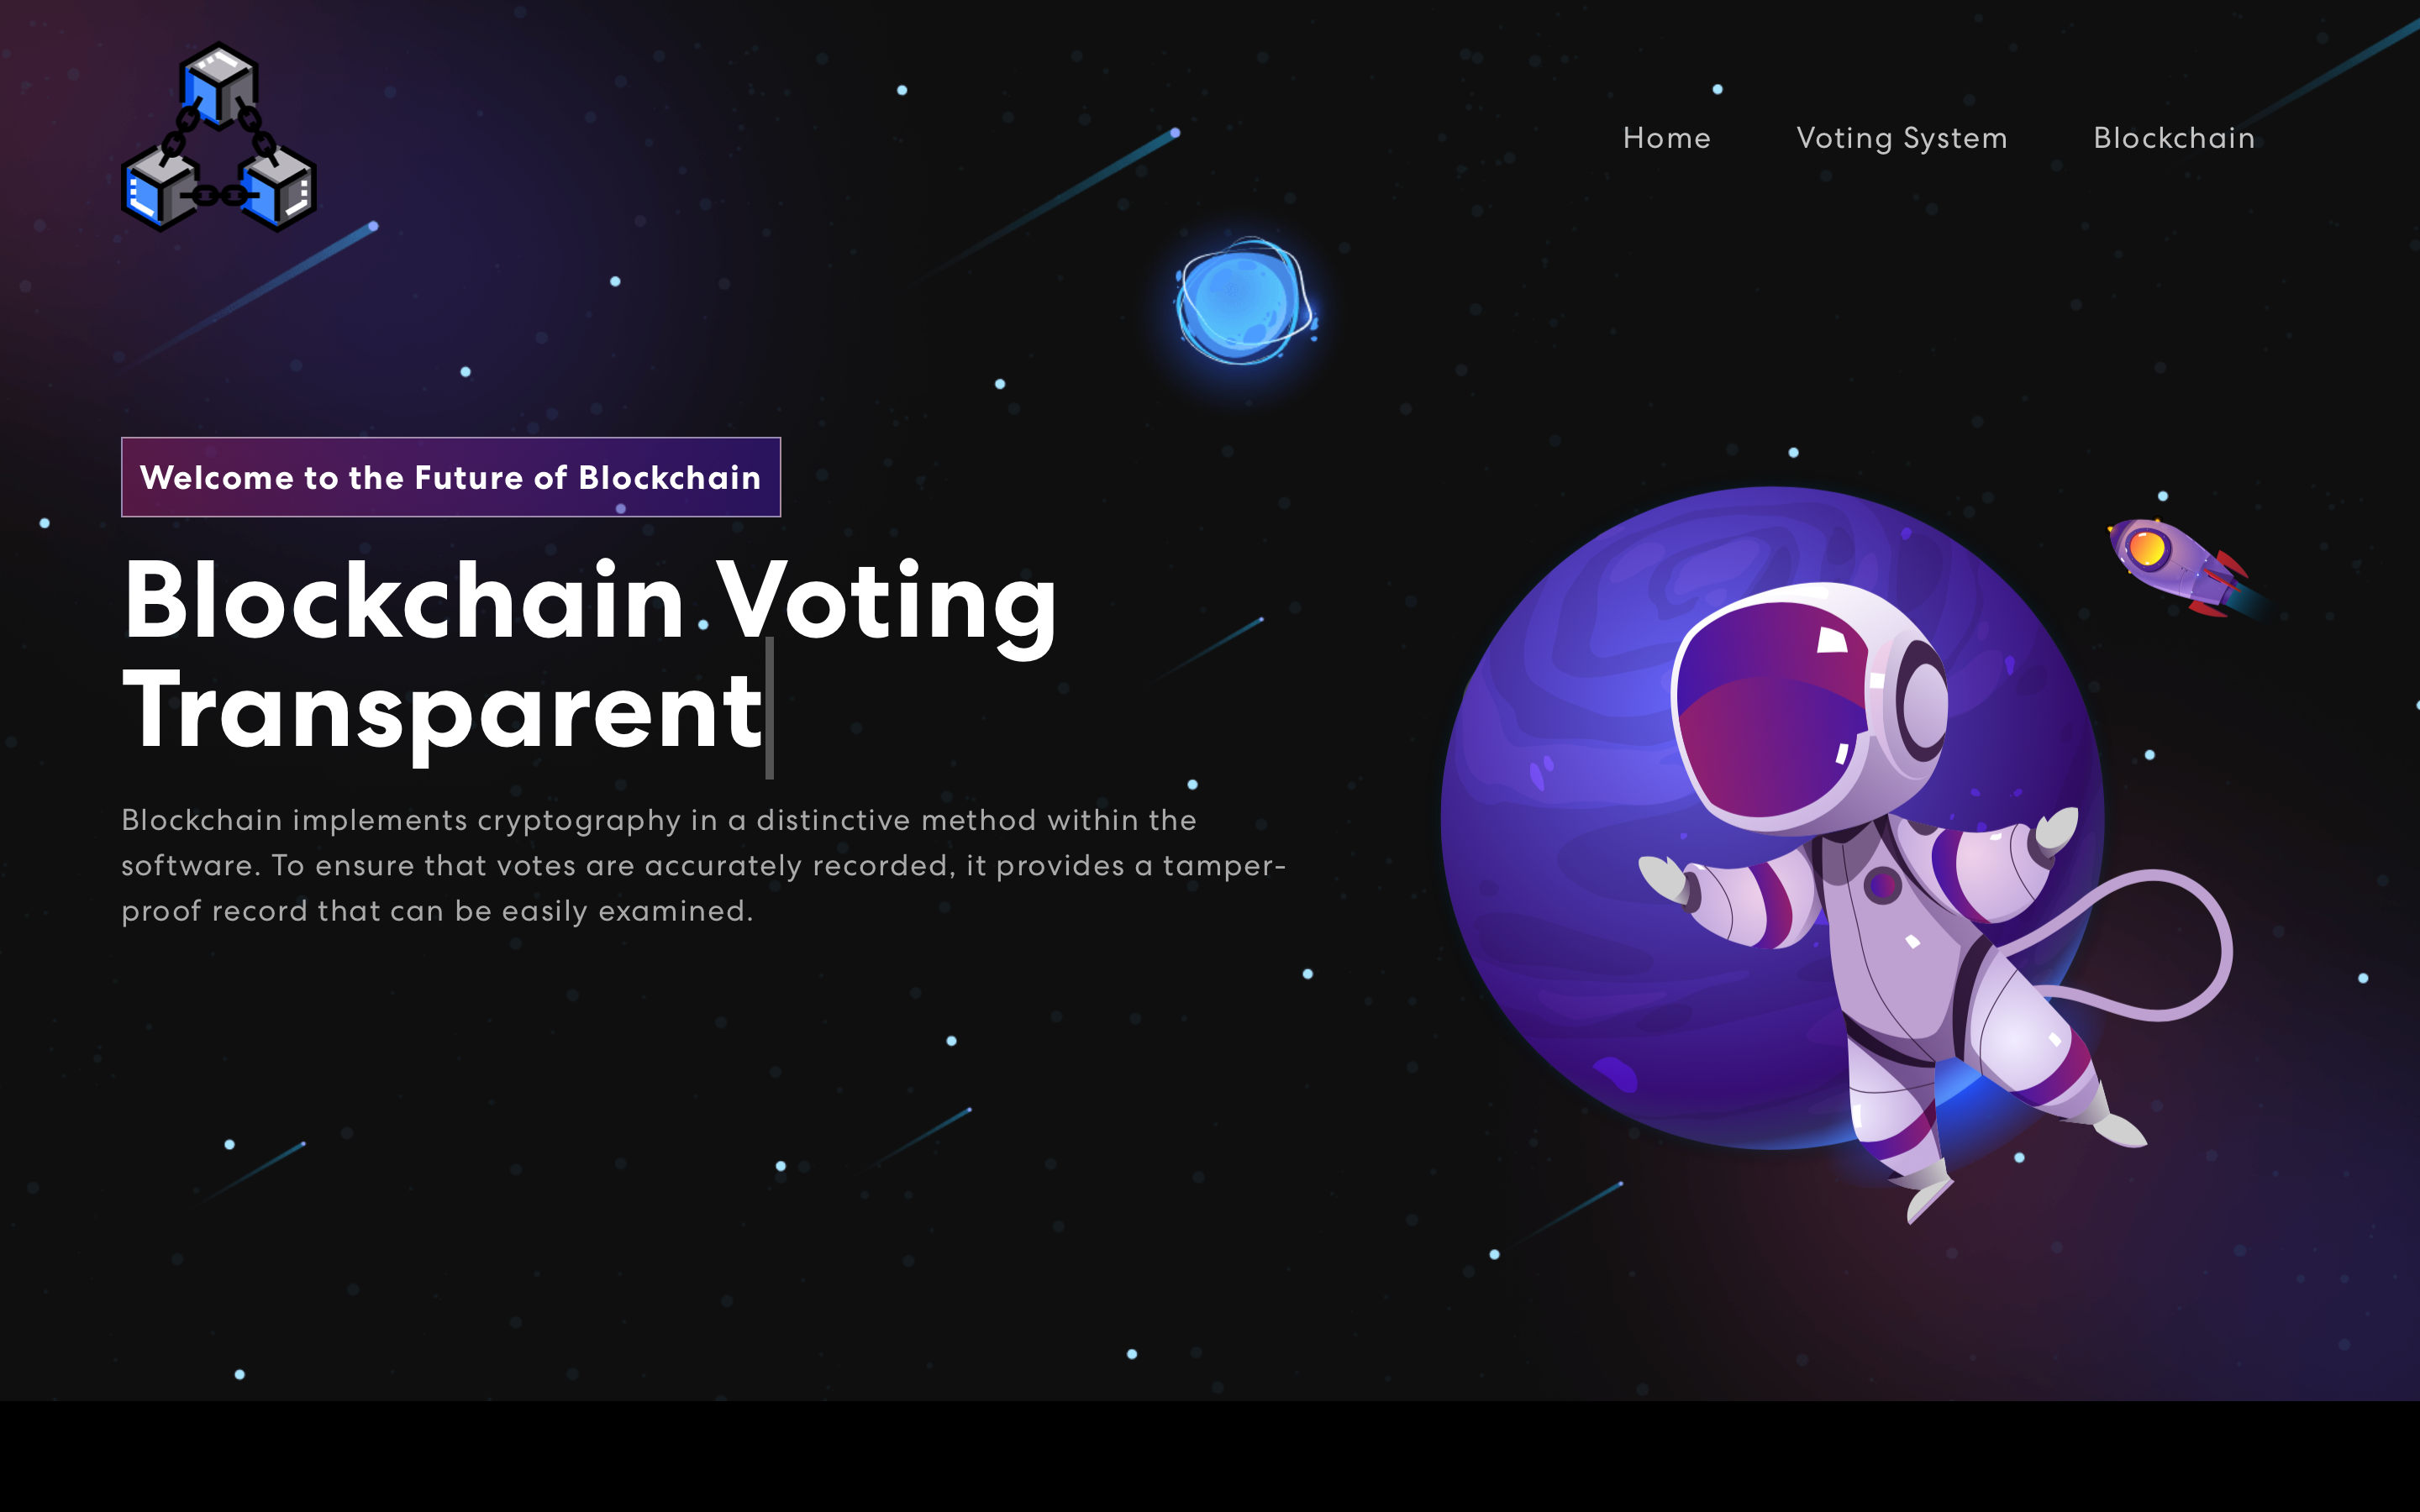 Home Voting System Blockchain
Welcome to the Future of Blockchain
Blockchain Voting
Transparent
Blockchain implements cryptography in a distinctive method within the
software. To ensure that votes are accurately recorded, it provides a tamper-
proof record that can be easily examined.